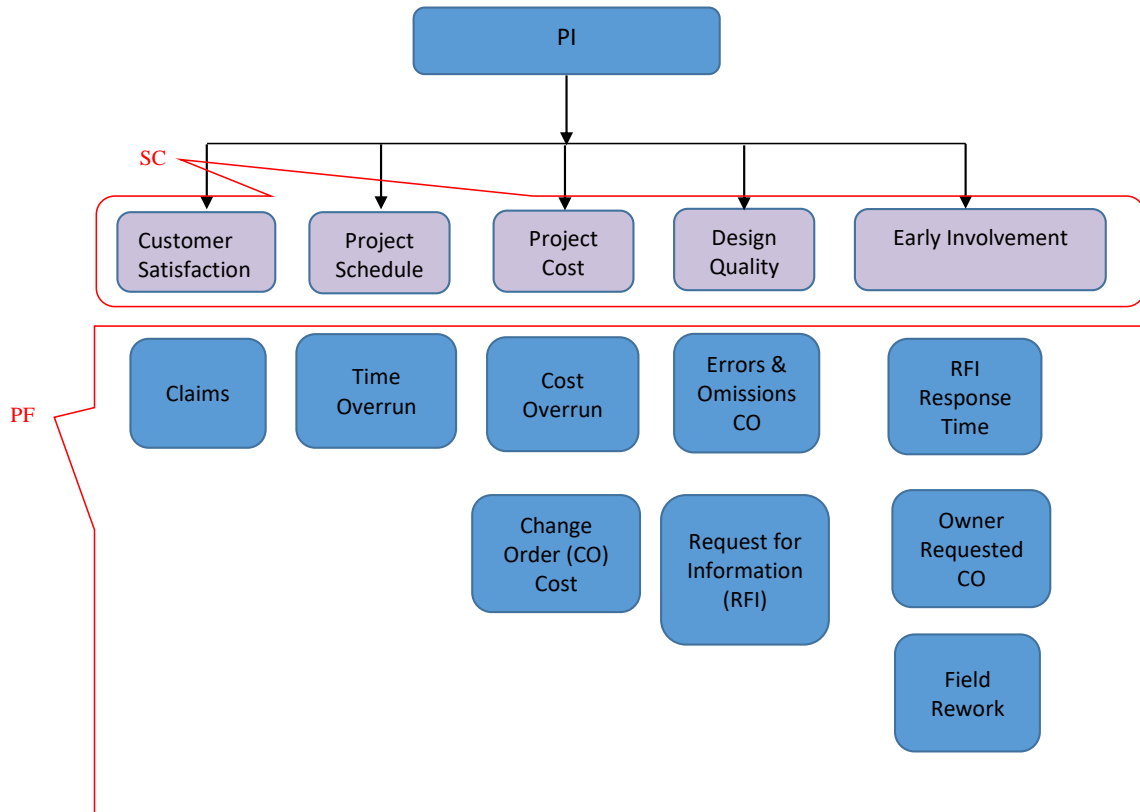 PI
SC
Customer
Satisfaction
Project
Schedule
Project
Cost
Design
Quality
Early Involvement
PF
Claims
Time
Overrun
Cost
Overrun
Errors &
Omissions
CO
RFI
Response
Time
Change
Order (CO)
Cost
Request for
Information
(RFI)
Owner
Requested
CO
Field
Rework